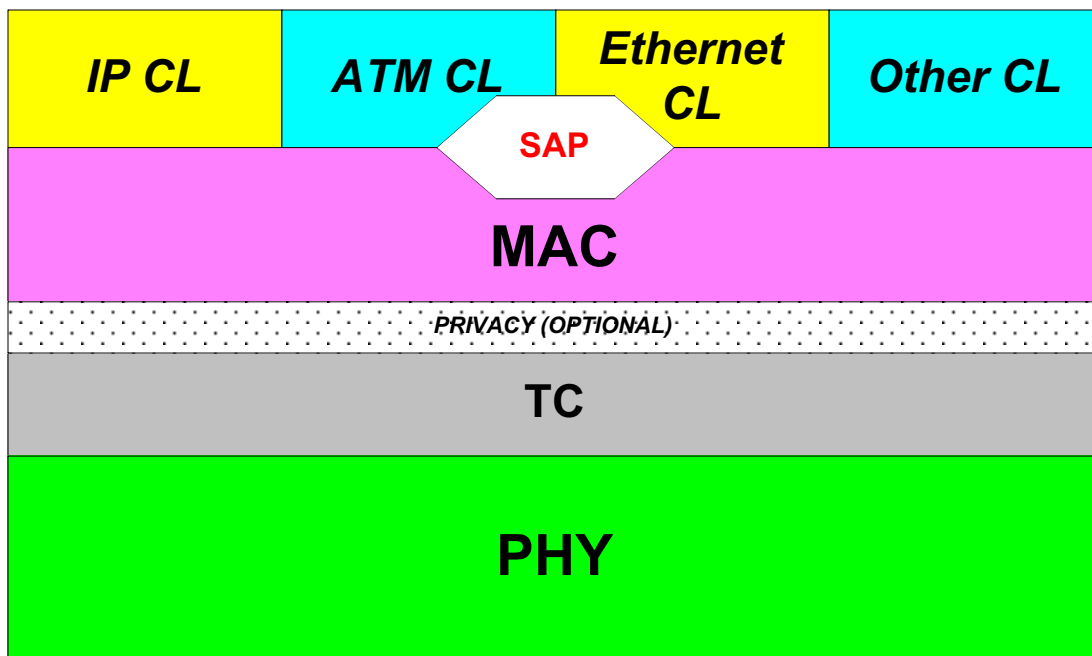 IP CL
ATM CL
Ethernet
CL
Other CL
SAP
MAC
PRIVACY (OPTIONAL)
TC
PHY